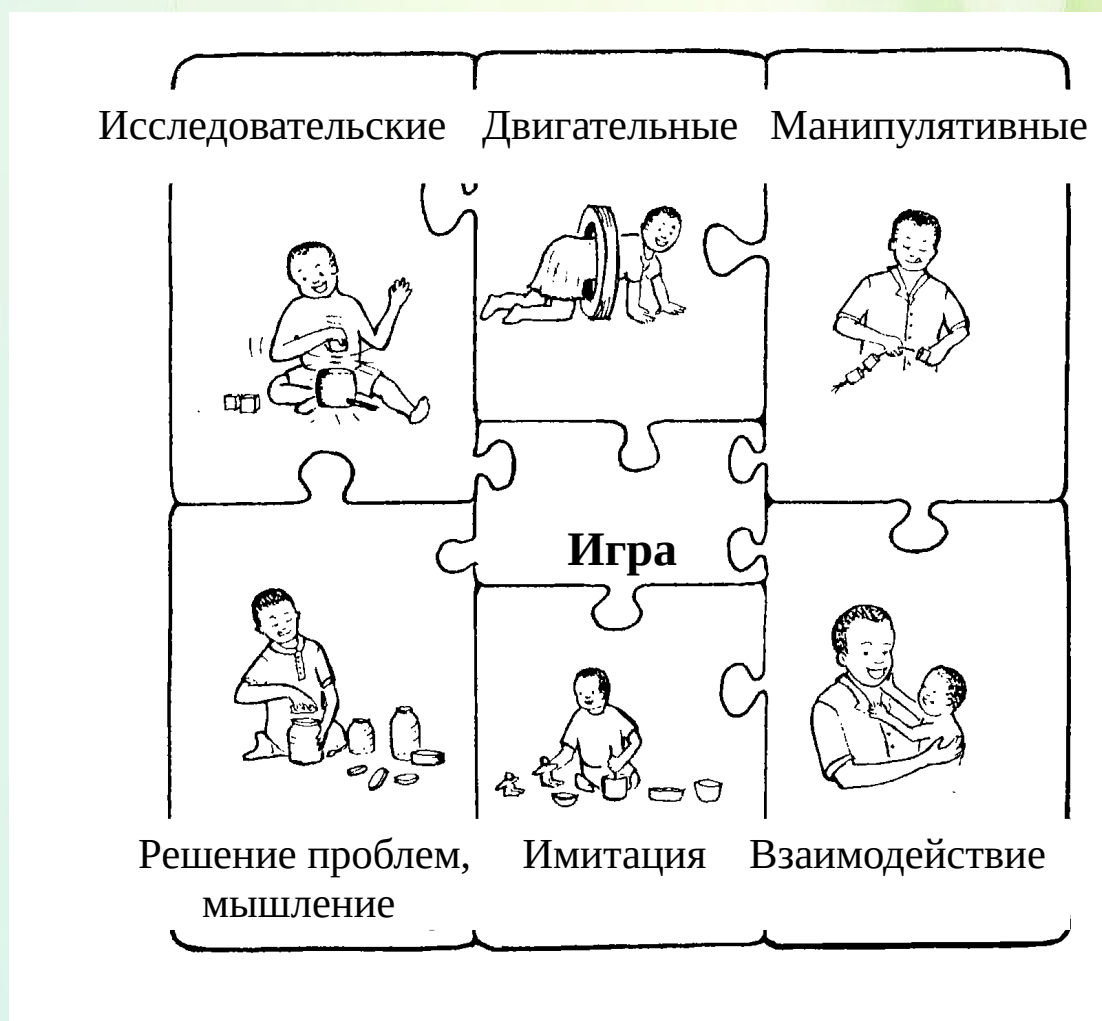 Исследовательские
Двигательные
Манипулятивные
Игра
Решение проблем,
мышление
Имитация
Взаимодействие